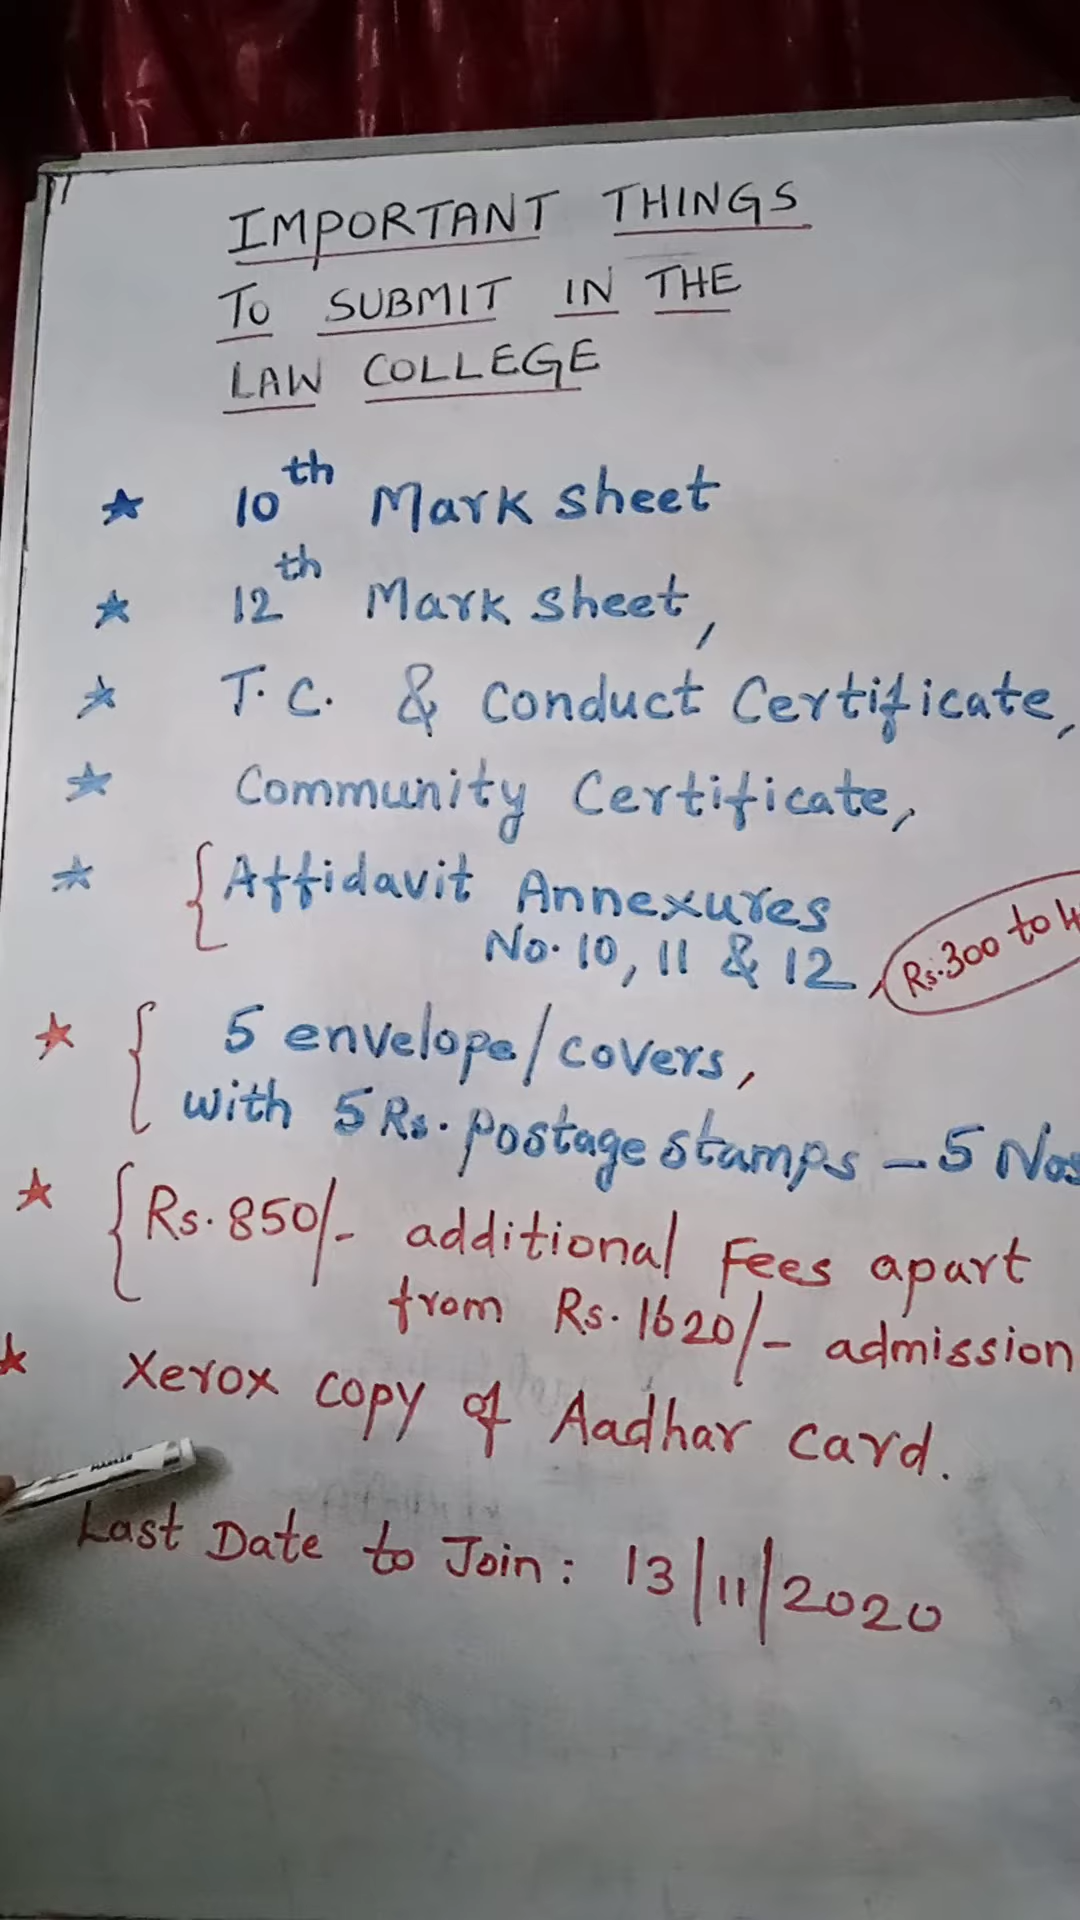 IMPORTANT THINGS
TO SUBMIT IN THE
LAW COLLEGE
★ 10th Mark sheet
★ 12th Mark sheet,
★ T.C. & Conduct Certificate,
★ Community Certificate,
★ { Affidavit Annexures
No. 10, 11 & 12, Rs.300 to
★ { 5 envelope/covers,
with 5 Rs. postage stamps – 5 Nos
★ { Rs. 850/- additional Fees apart
from Rs. 1620/- admission
★ Xerox copy of Aadhar card.
Last Date to Join : 13/11/2020